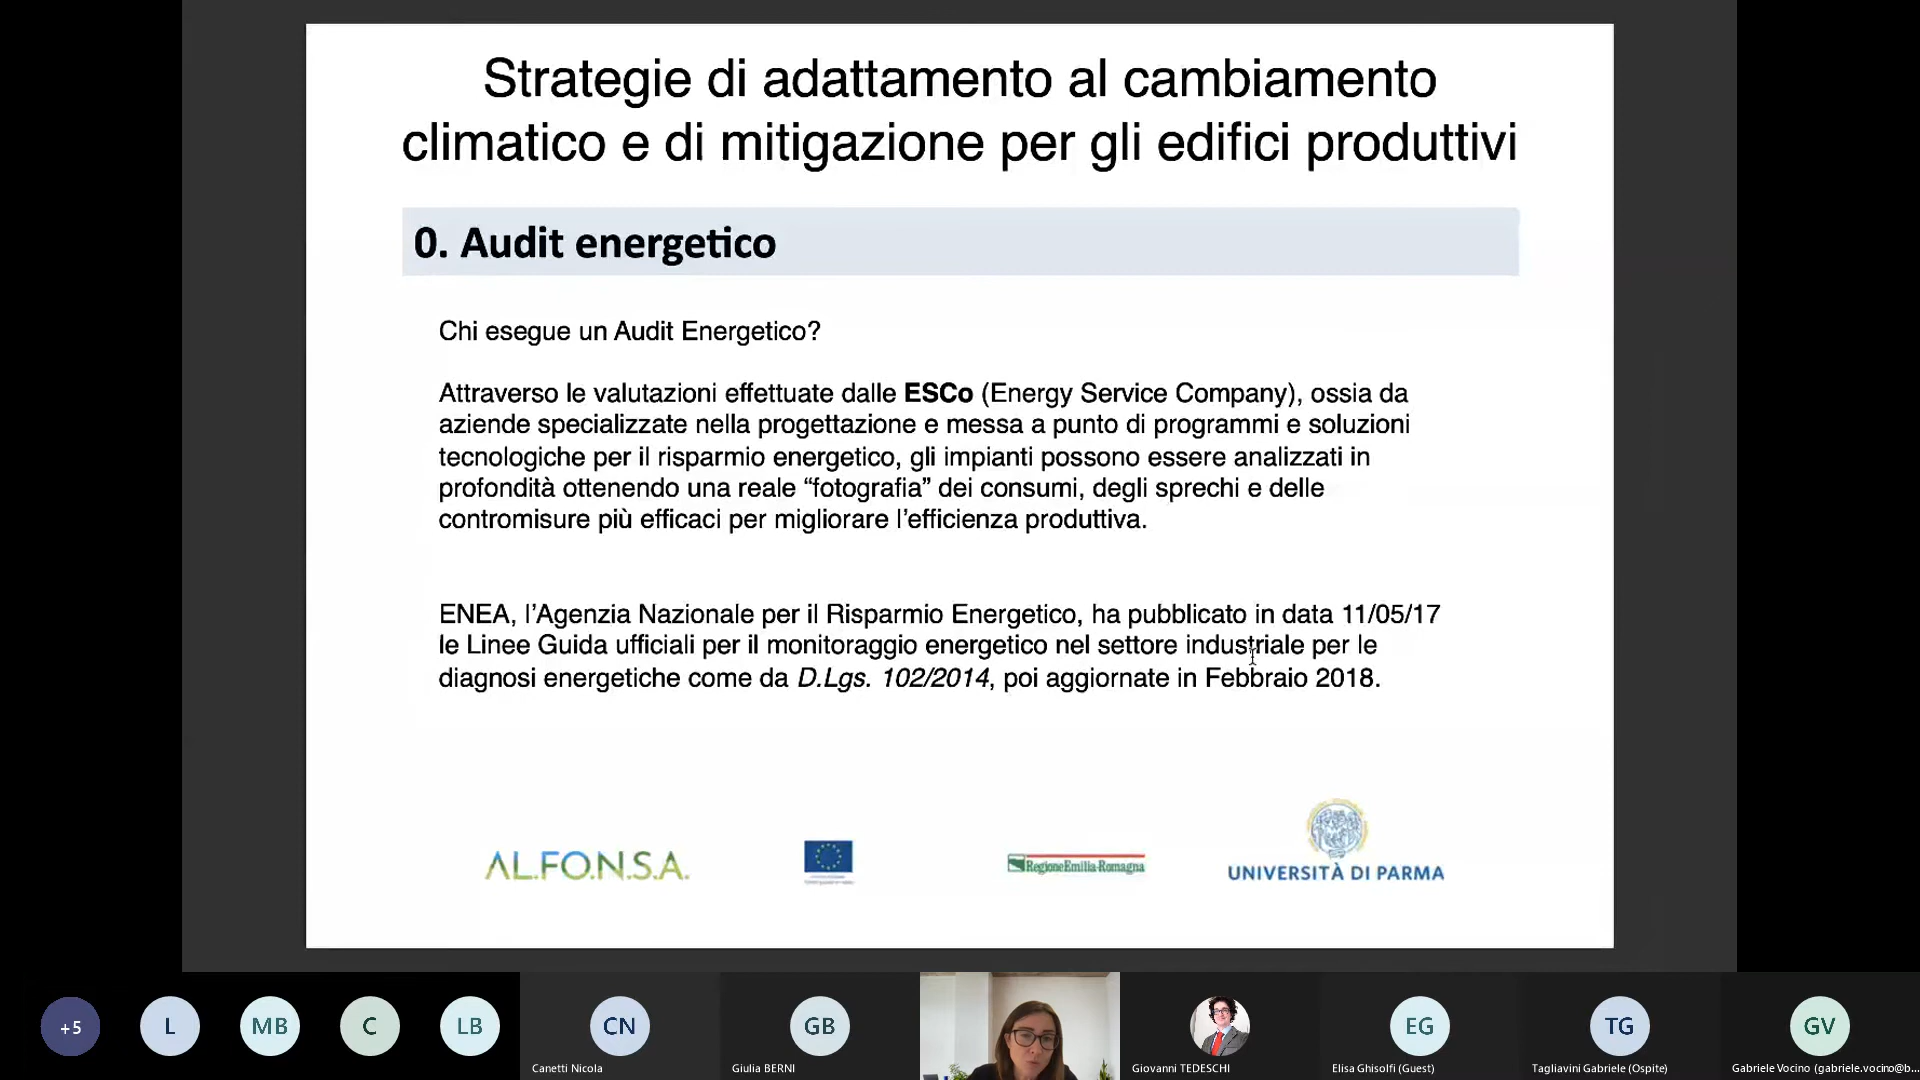 Strategie di adattamento al cambiamento
climatico e di mitigazione per gli edifici produttivi
0. Audit energetico
Chi esegue un Audit Energetico?
Attraverso le valutazioni effettuate dalle ESCo (Energy Service Company), ossia da
aziende specializzate nella progettazione e messa a punto di programmi e soluzioni
tecnologiche per il risparmio energetico, gli impianti possono essere analizzati in
profondità ottenendo una reale “fotografia” dei consumi, degli sprechi e delle
contromisure più efficaci per migliorare l’efficienza produttiva.
ENEA, l’Agenzia Nazionale per il Risparmio Energetico, ha pubblicato in data 11/05/17
le Linee Guida ufficiali per il monitoraggio energetico nel settore industriale per le
diagnosi energetiche come da D.Lgs. 102/2014, poi aggiornate in Febbraio 2018.
AL.FO.N.S.A.
RegioneEmilia-Romagna
UNIVERSITÀ DI PARMA
+5
L
MB
C
LB
CN
GB
EG
TG
GV
Canetti Nicola
Giulia BERNI
Giovanni TEDESCHI
Elisa Ghisolfi (Guest)
Tagliavini Gabriele (Ospite)
Gabriele Vocino (gabriele.vocino@b...